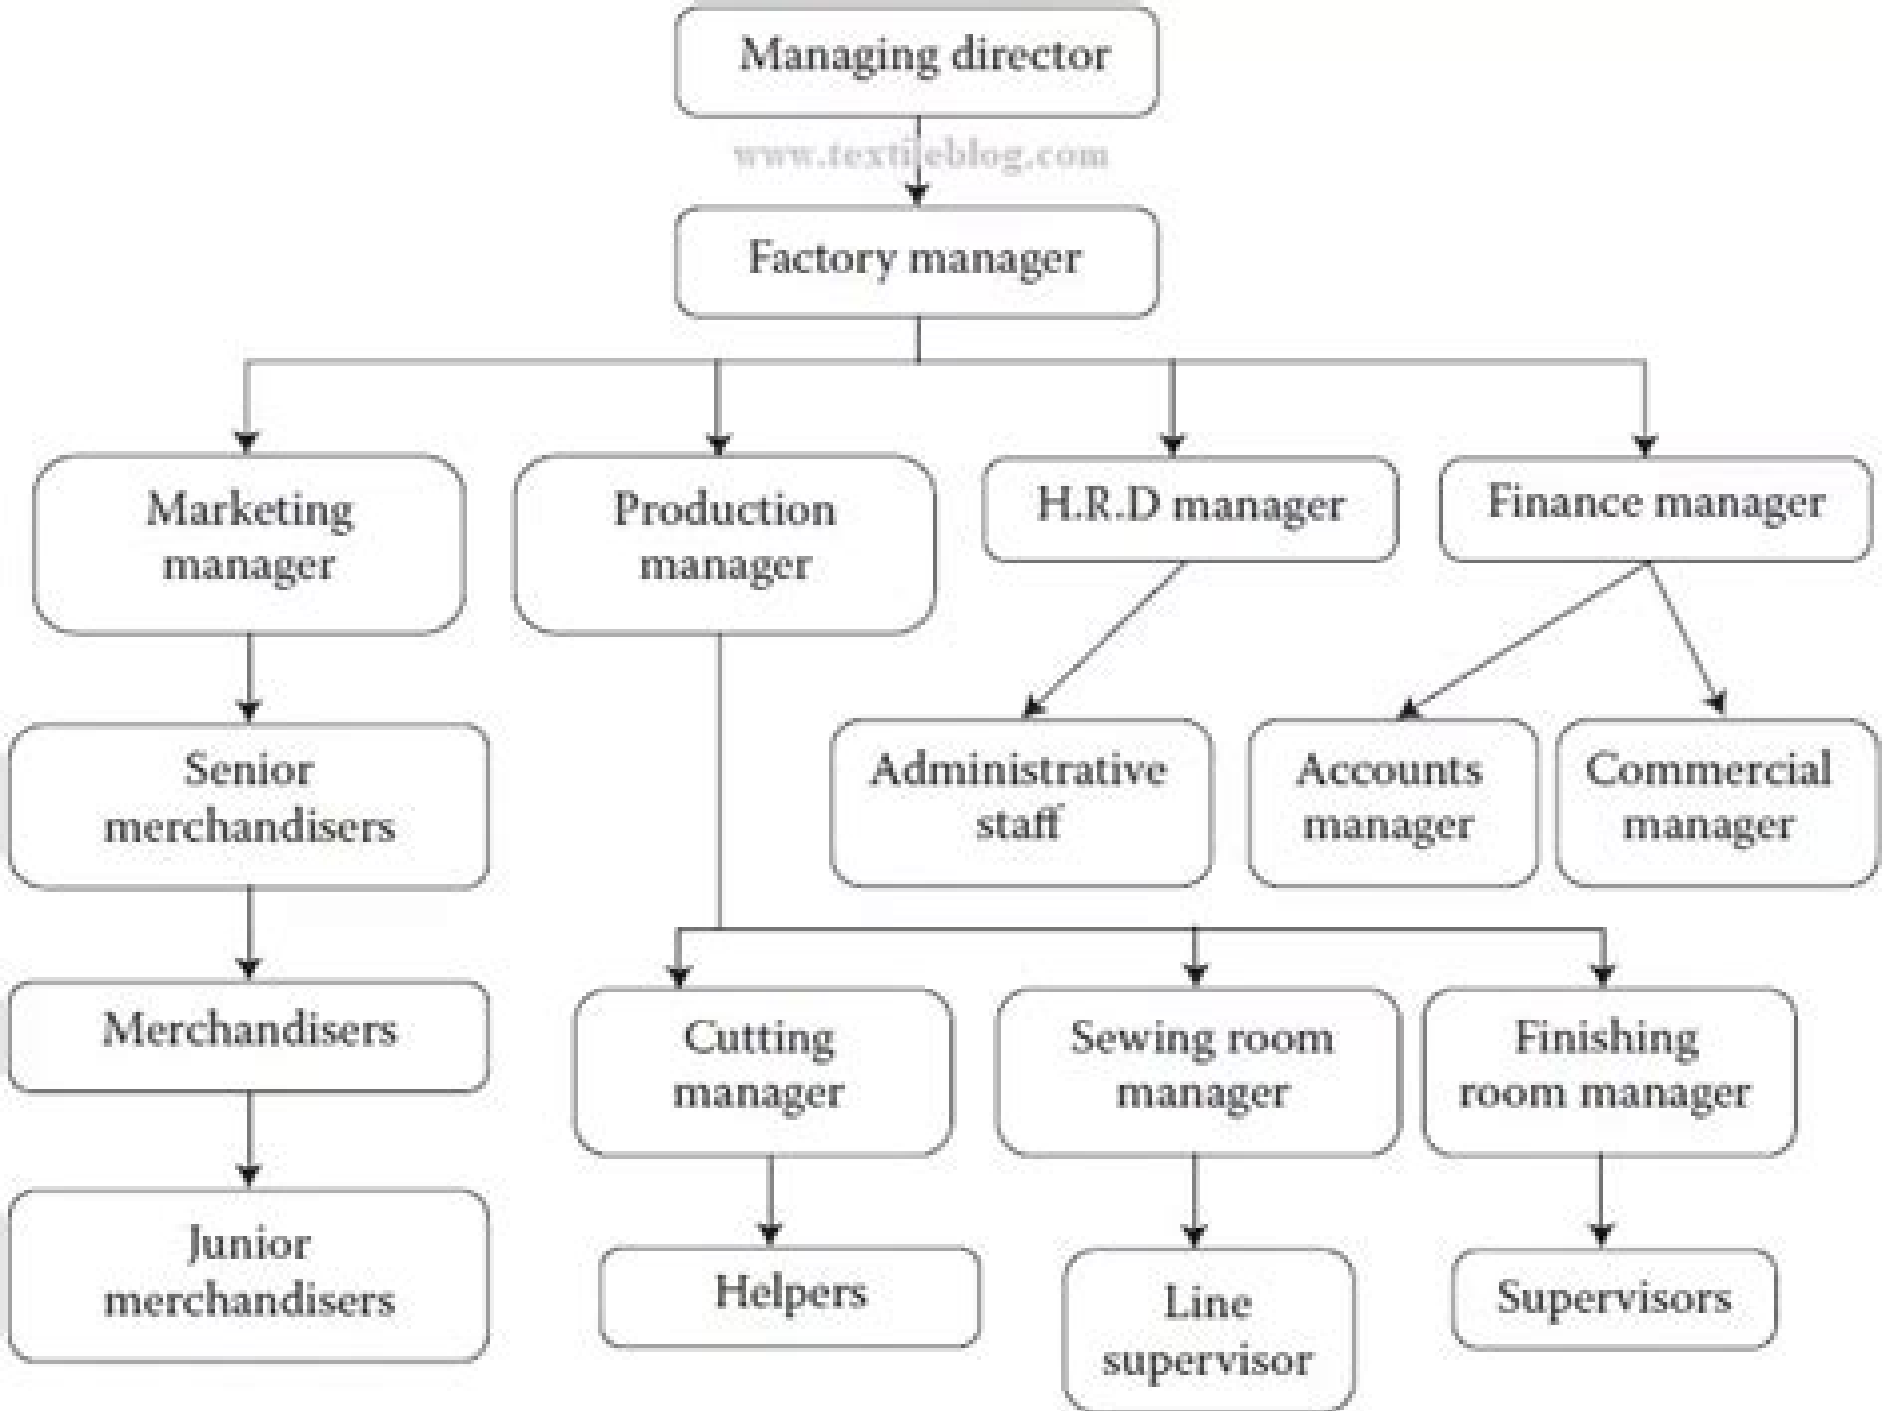 Managing director
www.textileblog.com
Factory manager
Marketing
manager
Production
manager
H.R.D manager
Finance manager
Senior
merchandisers
Administrative
staff
Accounts
manager
Commercial
manager
Merchandisers
Cutting
manager
Sewing room
manager
Finishing
room manager
Junior
merchandisers
Helpers
Line
supervisor
Supervisors